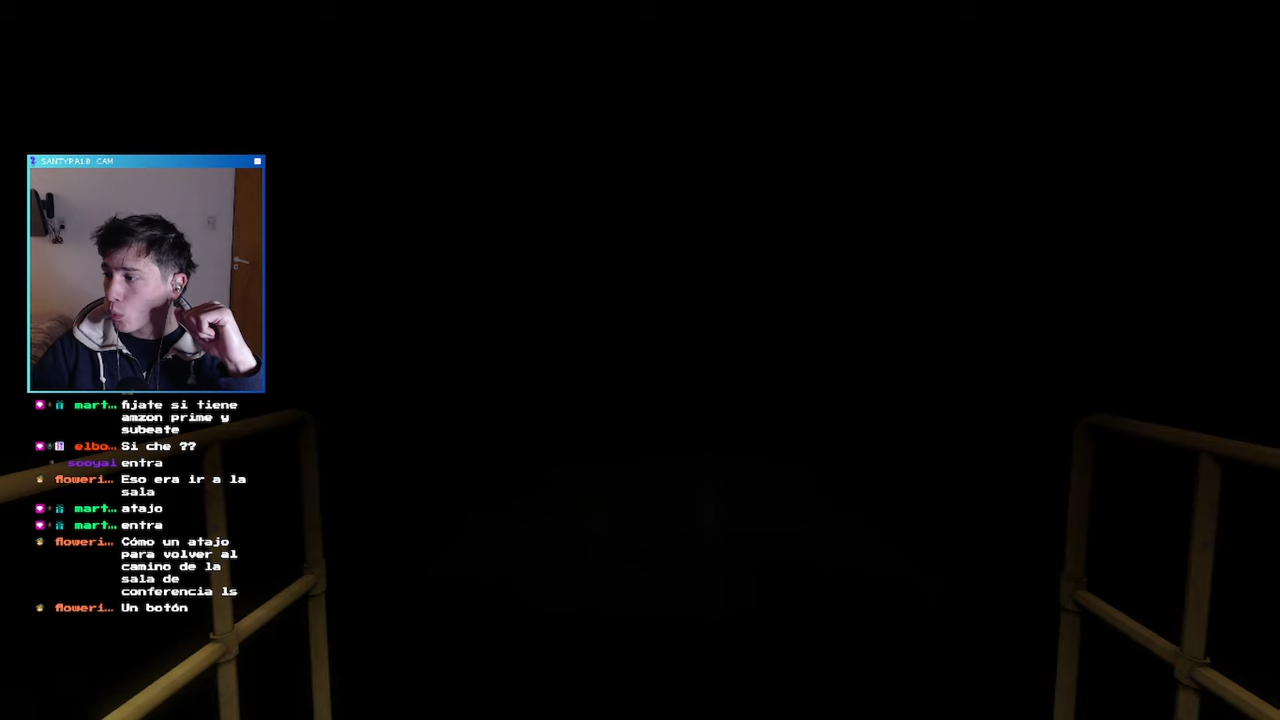 SANTYPA10 CAM
mart... fijate si tiene
amzon prime y
subeate
elbo... Si che ??
sooyai entra
floweri... Eso era ir a la
sala
mart... atajo
mart... entra
floweri... Cómo un atajo
para volver al
camino de la
sala de
conferencia ls
floweri... Un botón